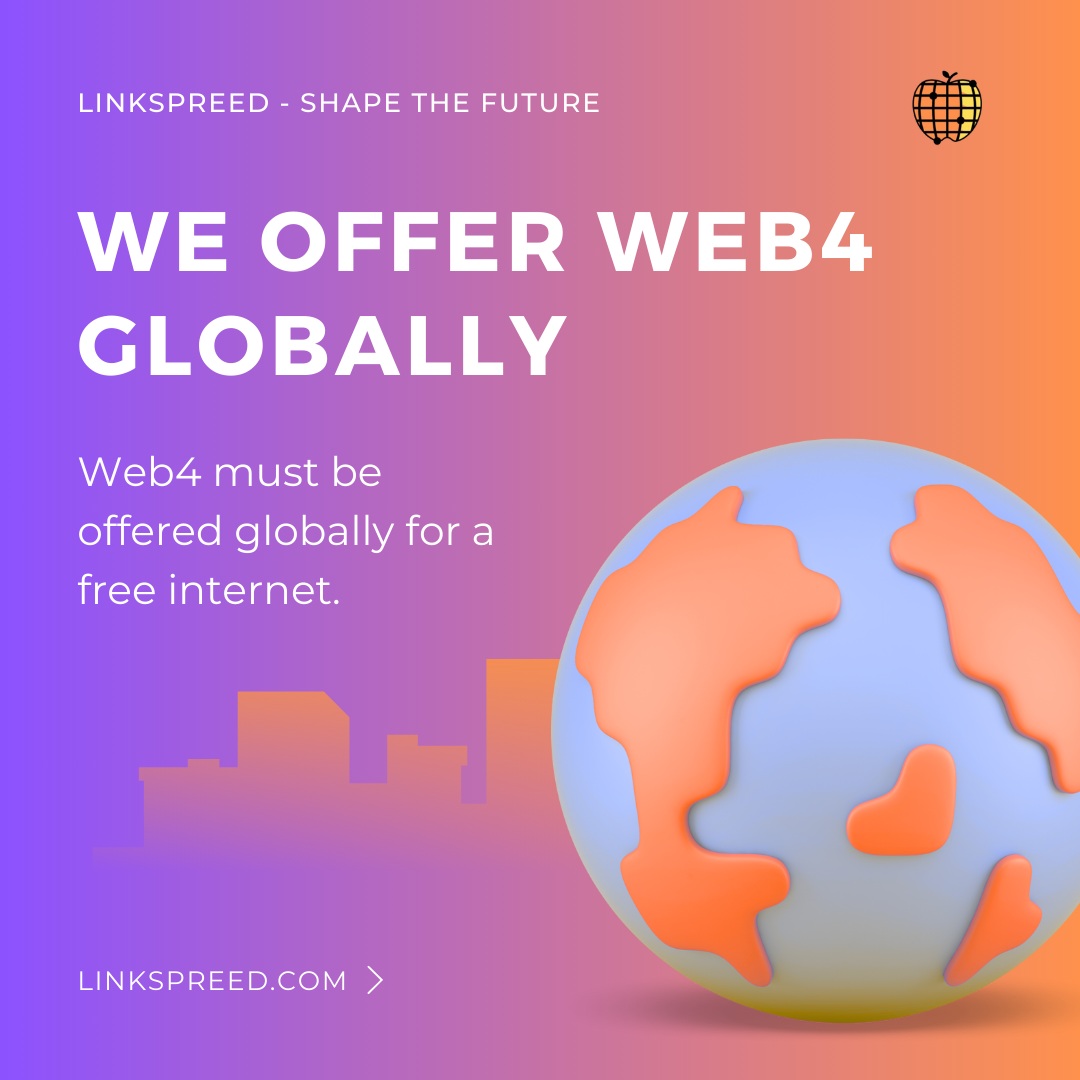 LINKSPREED - SHAPE THE FUTURE
WE OFFER WEB4
GLOBALLY
Web4 must be
offered globally for a
free internet.
LINKSPREED.COM